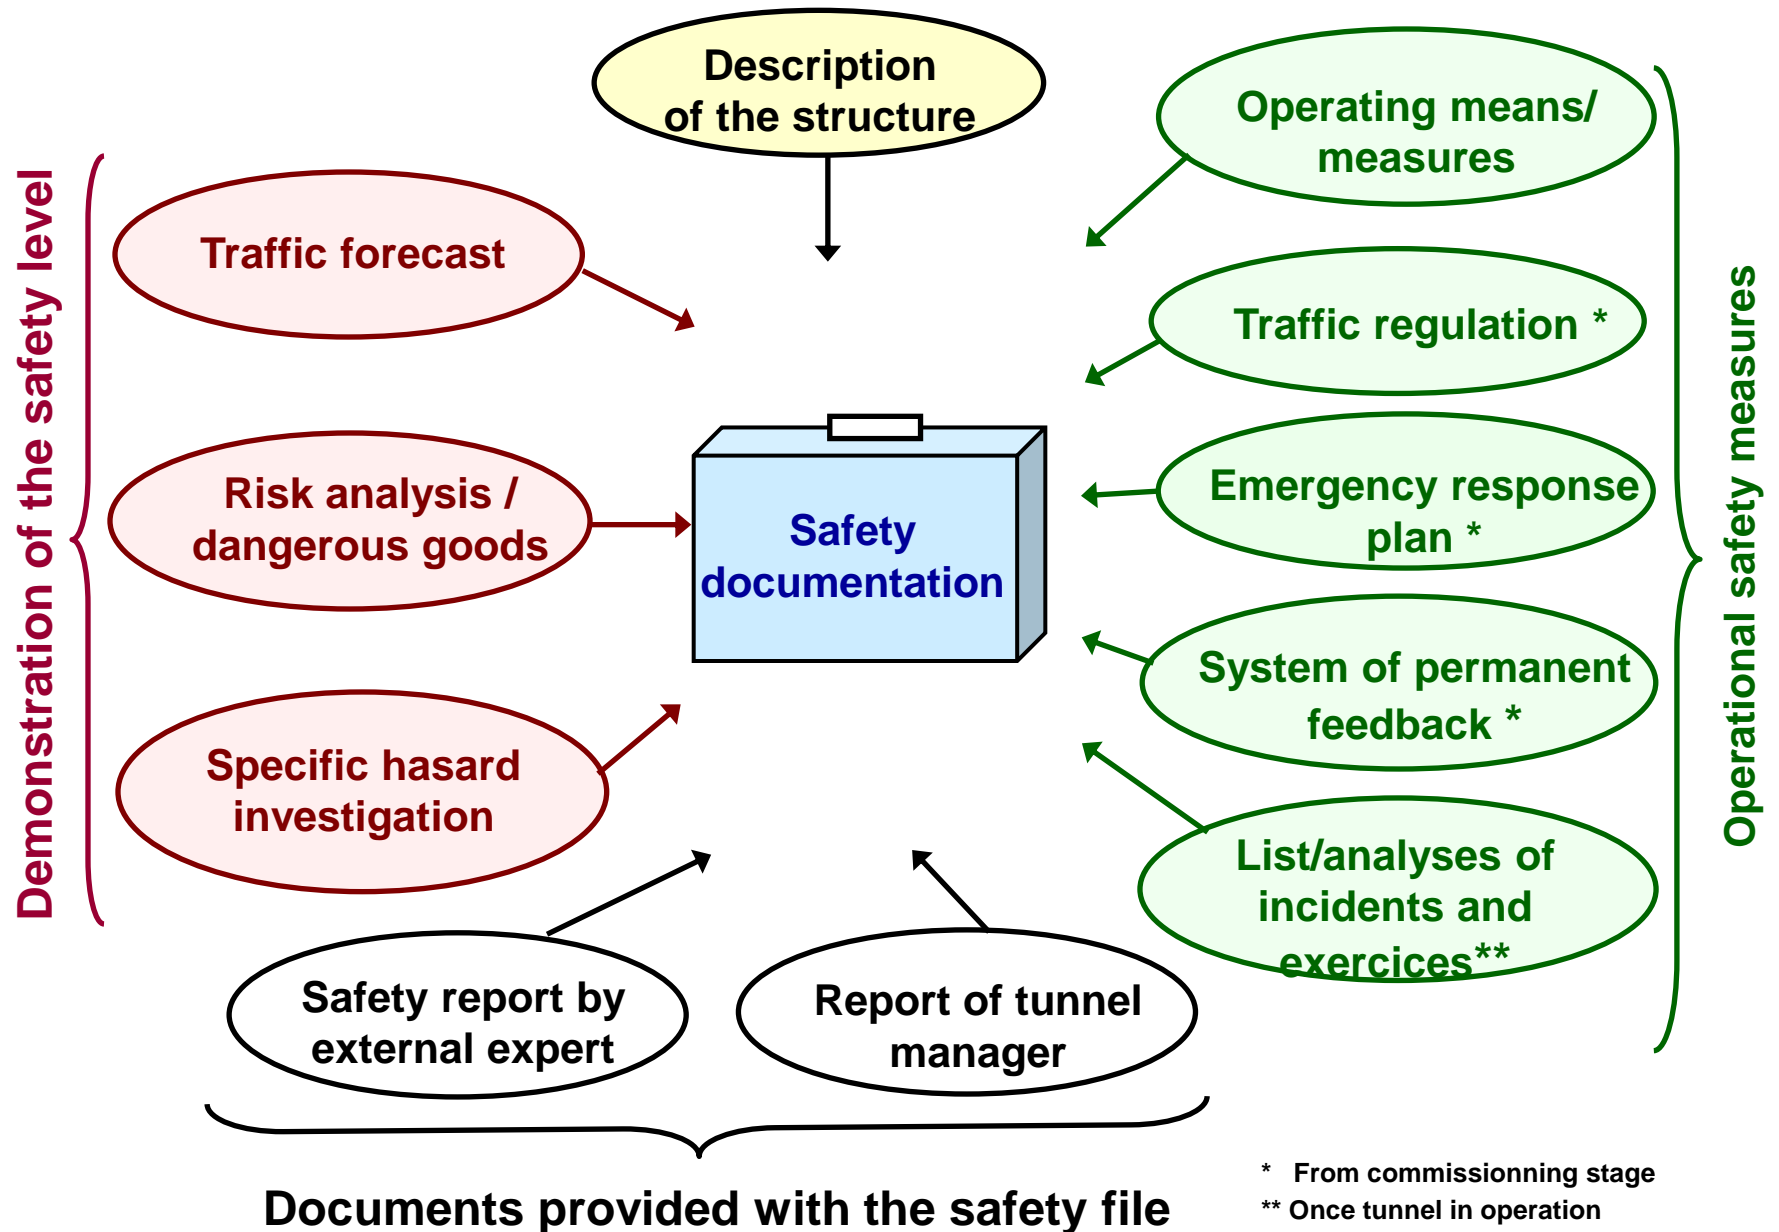 Description
of the structure
Operating means/
measures
Demonstration of the safety level
Traffic forecast
Traffic regulation *
Operational safety measures
Risk analysis /
dangerous goods
Safety
documentation
Emergency response
plan *
System of permanent
feedback *
Specific hasard
investigation
List/analyses of
incidents and
exercices**
Safety report by
external expert
Report of tunnel
manager
Documents provided with the safety file
* From commissionning stage
** Once tunnel in operation